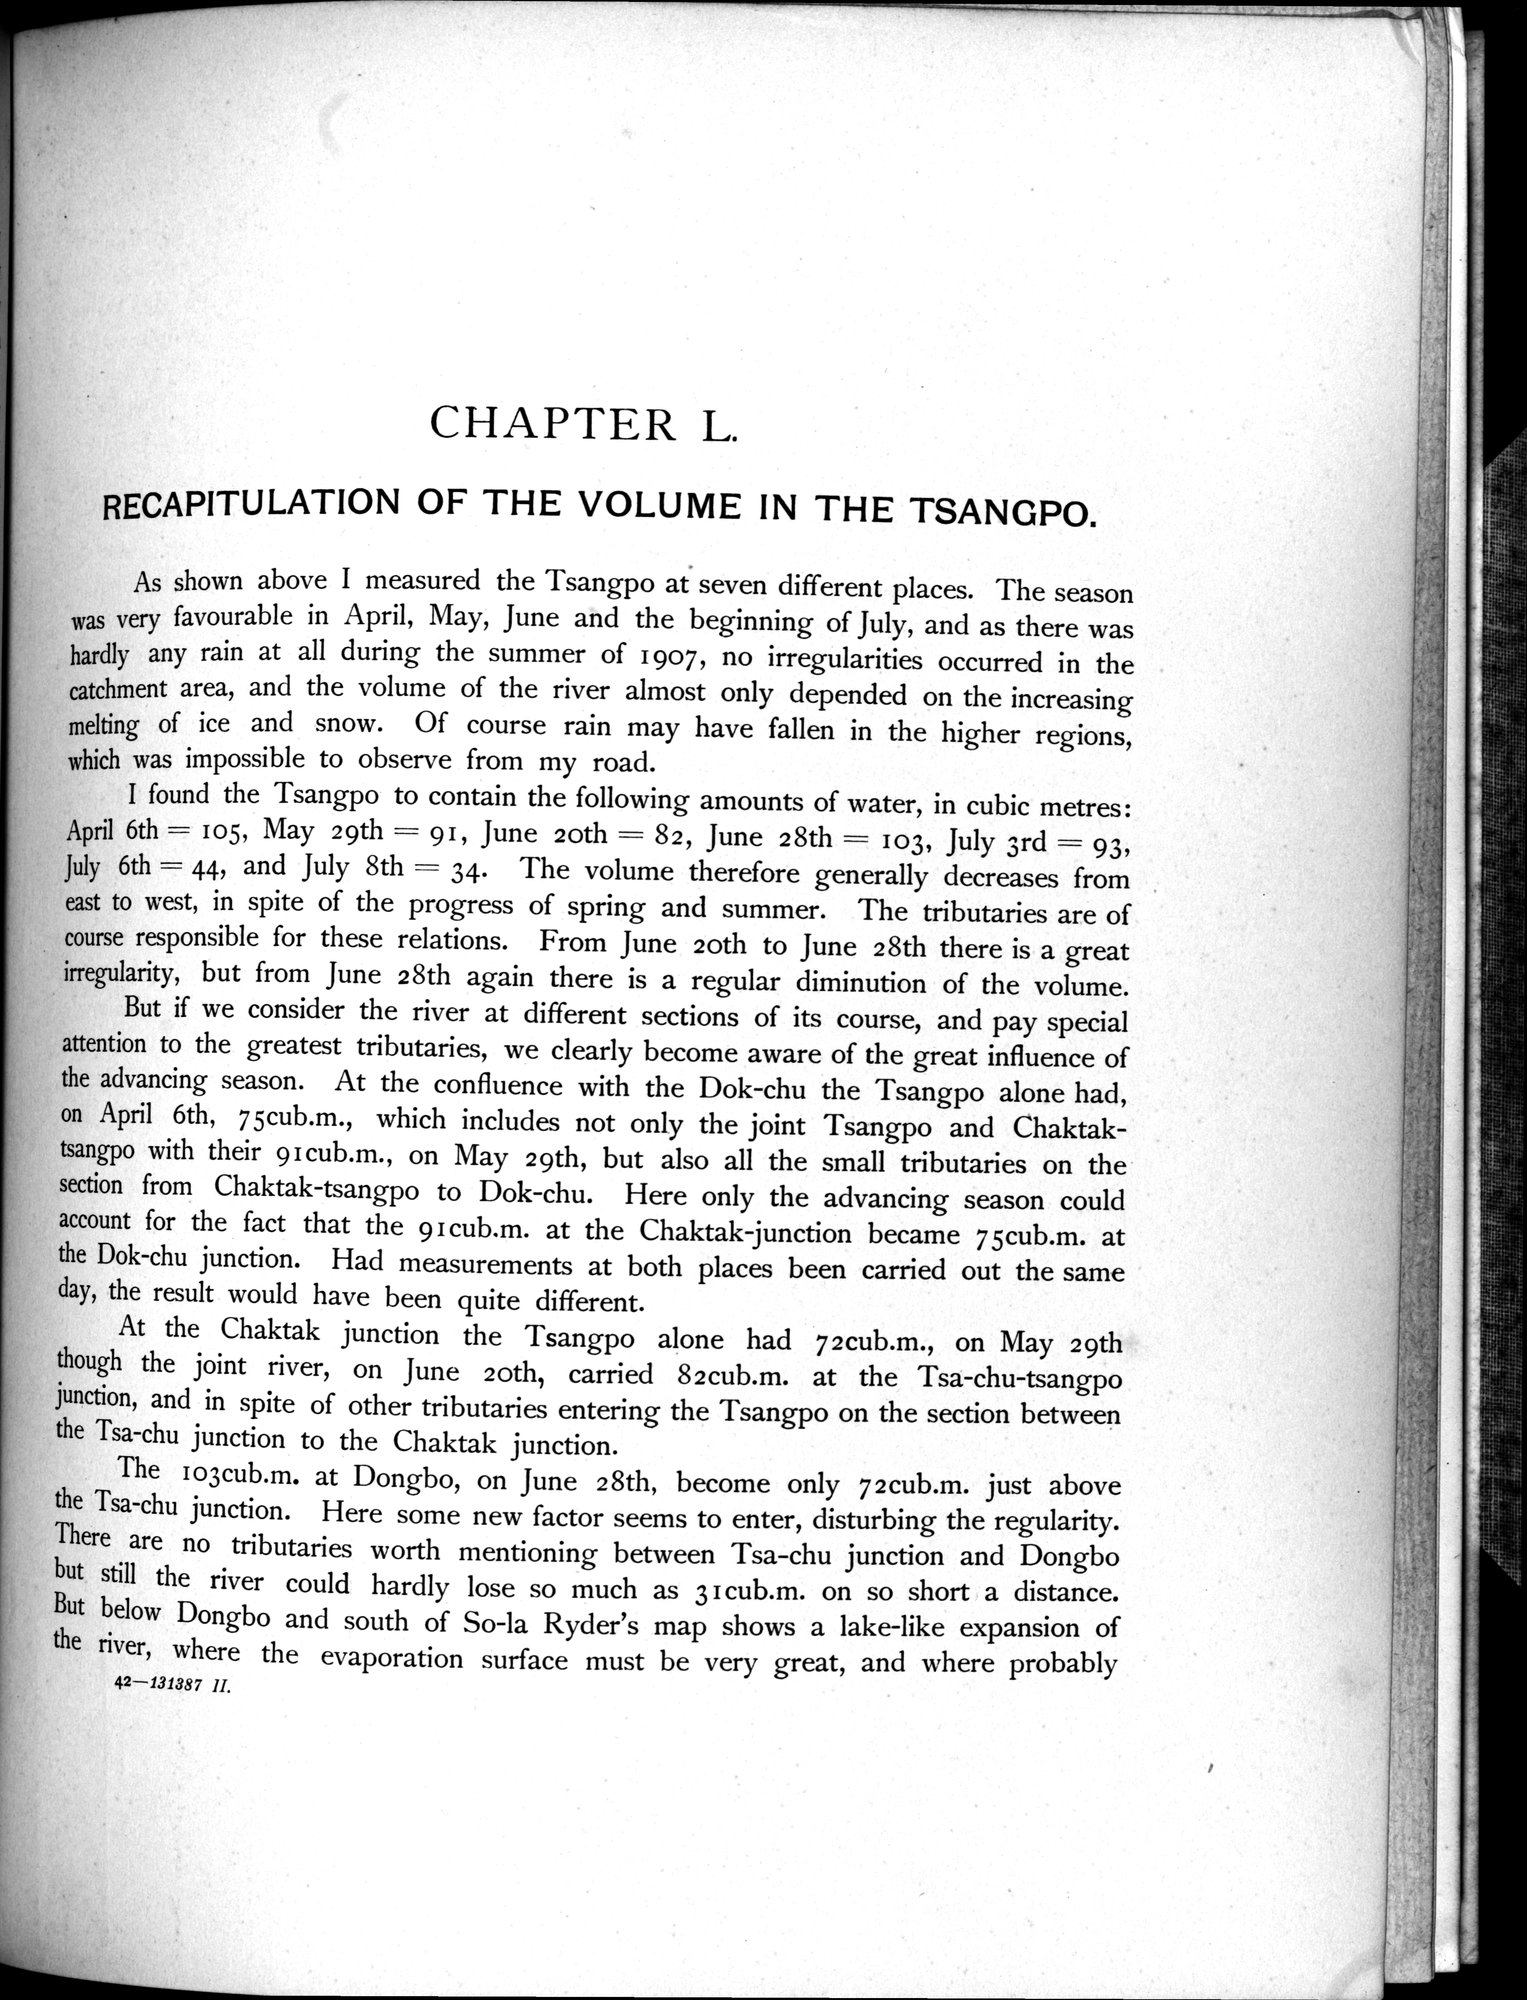 CHAPTER L.
RECAPITULATION OF THE VOLUME IN THE TSANGPO.
As shown above I measured the Tsangpo at seven different places. The season
was very favourable in April, May, June and the beginning of July, and as there was
hardly any rain at all during the summer of 1907, no irregularities occurred in the
catchment area, and the volume of the river almost only depended on the increasing
melting of ice and snow. Of course rain may have fallen in the higher regions,
which was impossible to observe from my road.
I found the Tsangpo to contain the following amounts of water, in cubic metres:
April 6th = 105, May 29th = 91, June 20th = 82, June 28th = 103, July 3rd = 93,
July 6th = 44, and July 8th = 34. The volume therefore generally decreases from
east to west, in spite of the progress of spring and summer. The tributaries are of
course responsible for these relations. From June 20th to June 28th there is a great
irregularity, but from June 28th again there is a regular diminution of the volume.
But if we consider the river at different sections of its course, and pay special
attention to the greatest tributaries, we clearly become aware of the great influence of
the advancing season. At the confluence with the Dok-chu the Tsangpo alone had,
on April 6th, 75cub.m., which includes not only the joint Tsangpo and Chaktak-
tsangpo with their 91cub.m., on May 29th, but also all the small tributaries on the
section from Chaktak-tsangpo to Dok-chu. Here only the advancing season could
account for the fact that the 91cub.m. at the Chaktak-junction became 75cub.m. at
the Dok-chu junction. Had measurements at both places been carried out the same
day, the result would have been quite different.
At the Chaktak junction the Tsangpo alone had 72cub.m., on May 29th
though the joint river, on June 20th, carried 82cub.m. at the Tsa-chu-tsangpo
junction, and in spite of other tributaries entering the Tsangpo on the section between
the Tsa-chu junction to the Chaktak junction.
The 103cub.m. at Dongbo, on June 28th, become only 72cub.m. just above
the Tsa-chu junction. Here some new factor seems to enter, disturbing the regularity.
There are no tributaries worth mentioning between Tsa-chu junction and Dongbo
but still the river could hardly lose so much as 31cub.m. on so short a distance.
But below Dongbo and south of So-la Ryder's map shows a lake-like expansion of
the river, where the evaporation surface must be very great, and where probably
42—131387 II.